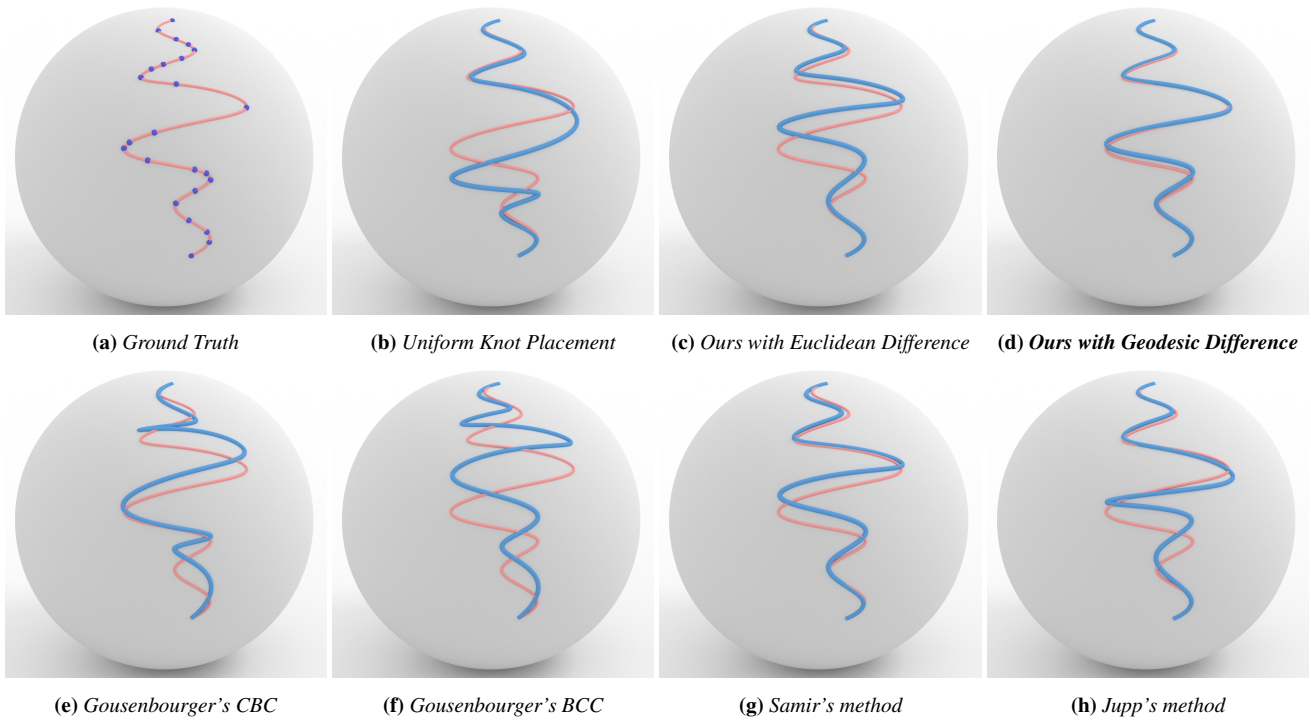 (a) Ground Truth
(b) Uniform Knot Placement
(c) Ours with Euclidean Difference
(d) Ours with Geodesic Difference
(e) Gousenbourger's CBC
(f) Gousenbourger's BCC
(g) Samir's method
(h) Jupp's method